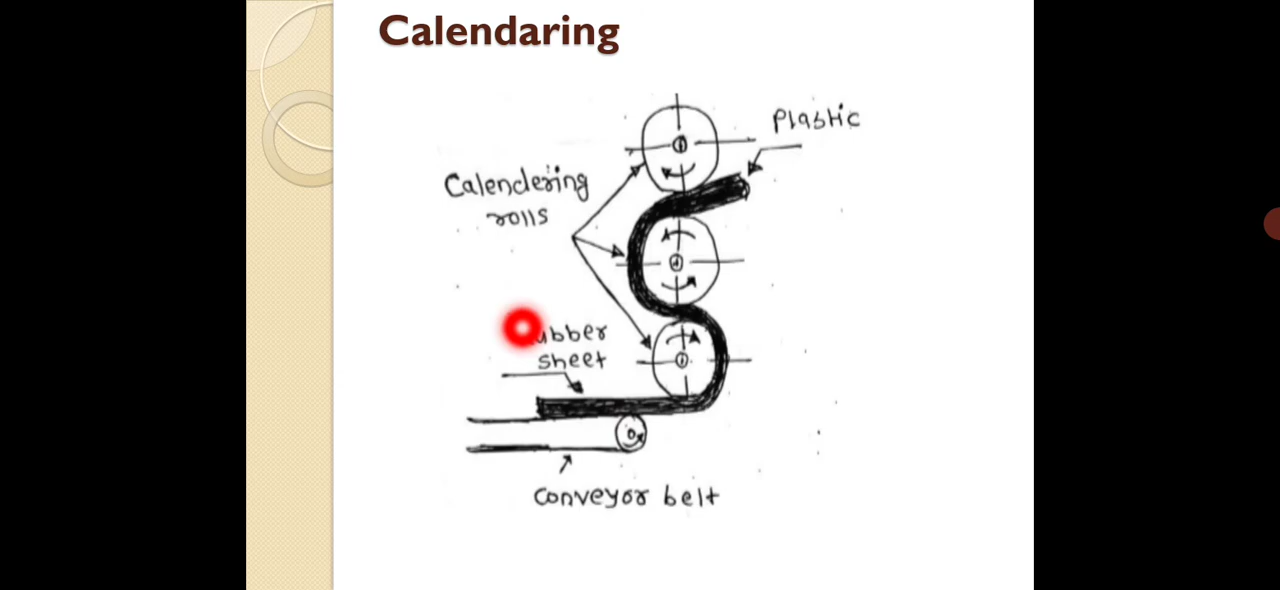 Calendaring
Plastic
Calendering
rolls
ubber
sheet
conveyor belt